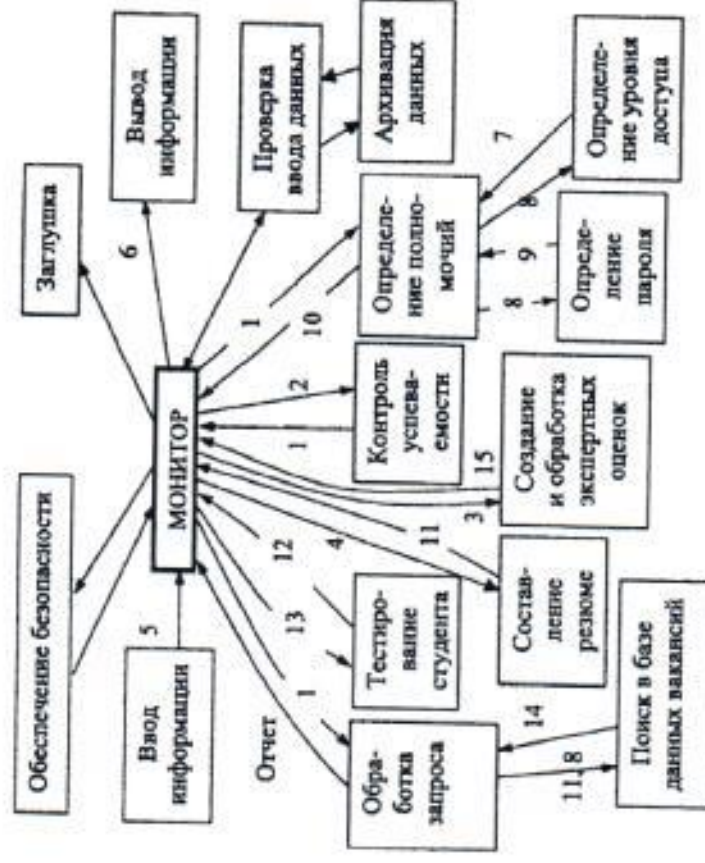 Обеспечение безопасности
Заглушка
Ввод
информации
5
МОНИТОР
6
Вывод
информации
Отчет
1
13
12
4
11
3
15
1
2
10
1
Проверка
ввода данных
Обра-
ботка
запроса
Тестиро-
вание
студента
Контроль
успева-
емости
Определе-
ние полно-
мочий
Архивация
данных
11, 8
14
Состав-
ление
резюме
Создание
и обработка
экспертных
оценок
8
9
8
7
Поиск в базе
данных вакансий
Опреде-
ление
пароля
Определе-
ние уровня
доступа